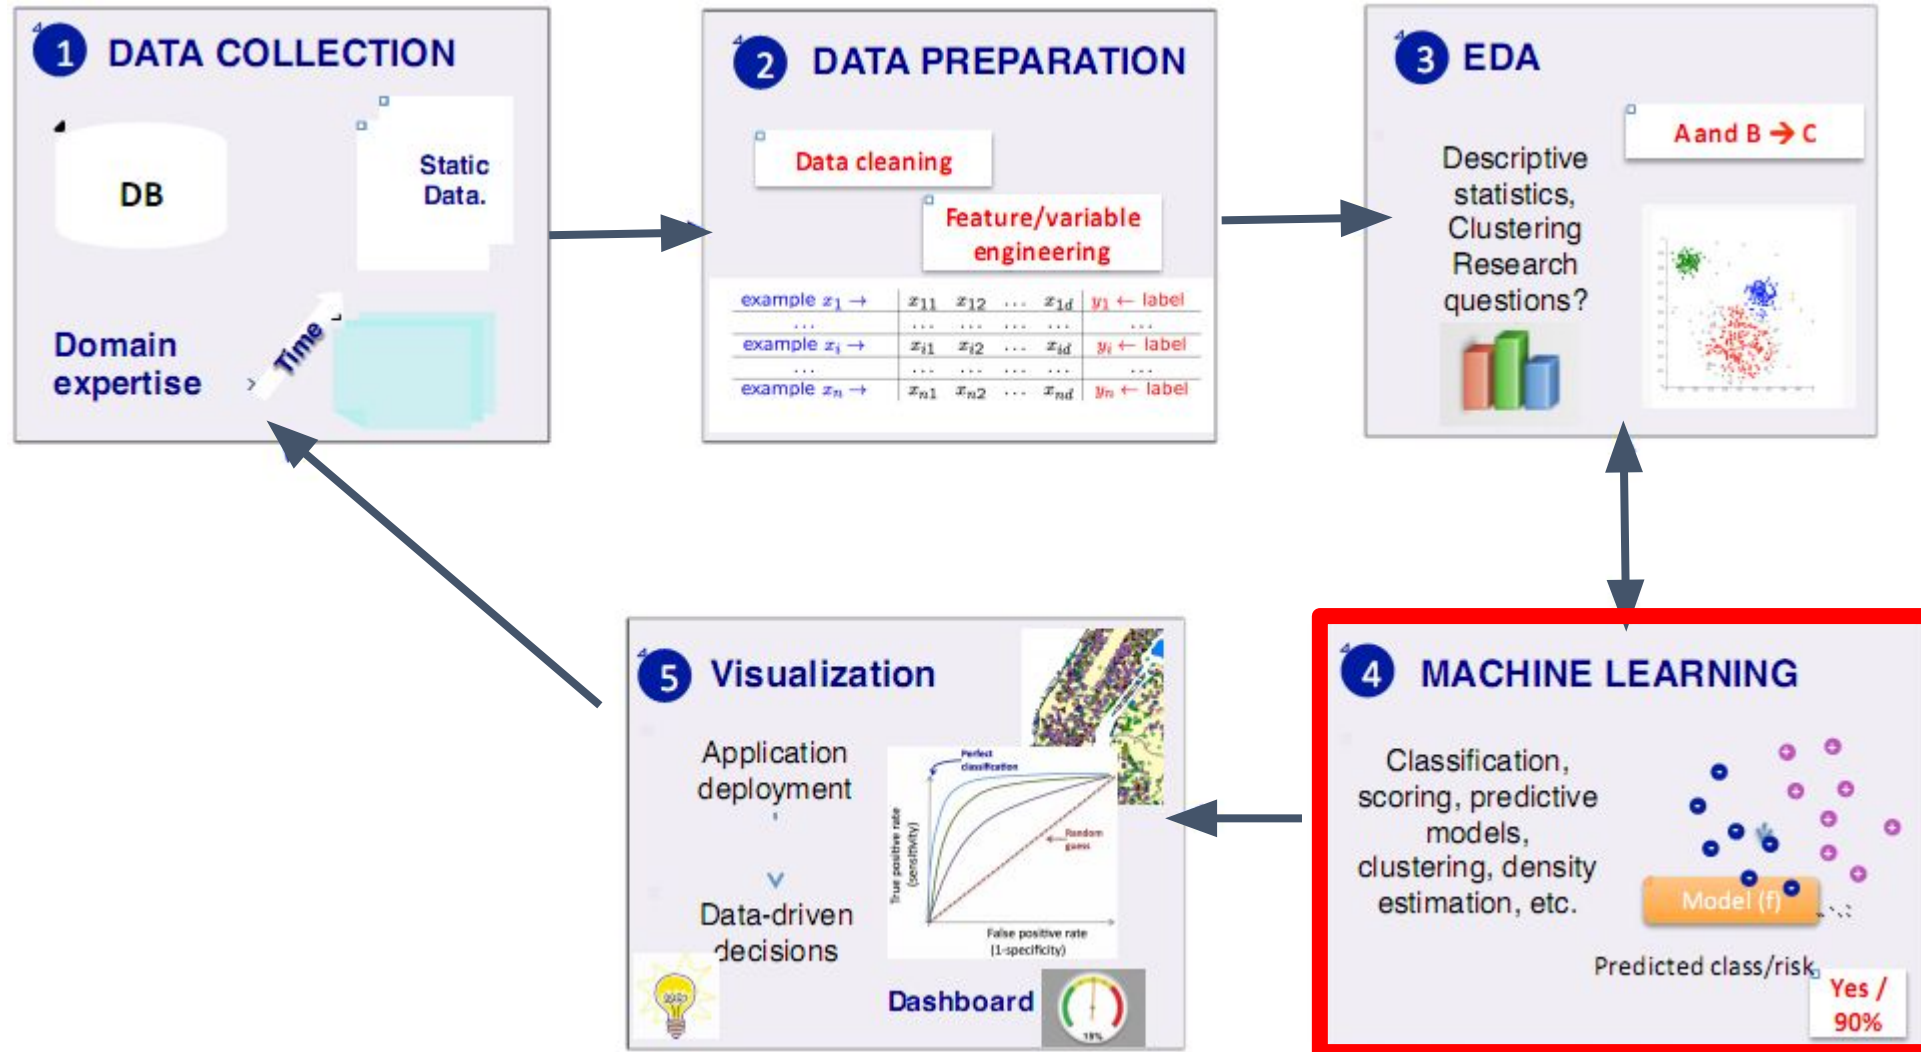 1 DATA COLLECTION
DB
Static
Data.
Domain
expertise
Time
2 DATA PREPARATION
Data cleaning
Feature/variable
engineering
example x₁ → x₁₁ x₁₂ … x₁d y₁ ← label
… … … … … …
example xᵢ → xᵢ₁ xᵢ₂ … xᵢd yᵢ ← label
… … … … … …
example xₙ → xₙ₁ xₙ₂ … xₙd yₙ ← label
3 EDA
A and B → C
Descriptive
statistics,
Clustering
Research
questions?
4 MACHINE LEARNING
Classification,
scoring, predictive
models,
clustering, density
estimation, etc.
Model (f)
Predicted class/risk
Yes /
90%
5 Visualization
Application
deployment
Data-driven
decisions
Perfect
classification
Random
guess
True positive rate
(sensitivity)
False positive rate
(1-specificity)
Dashboard